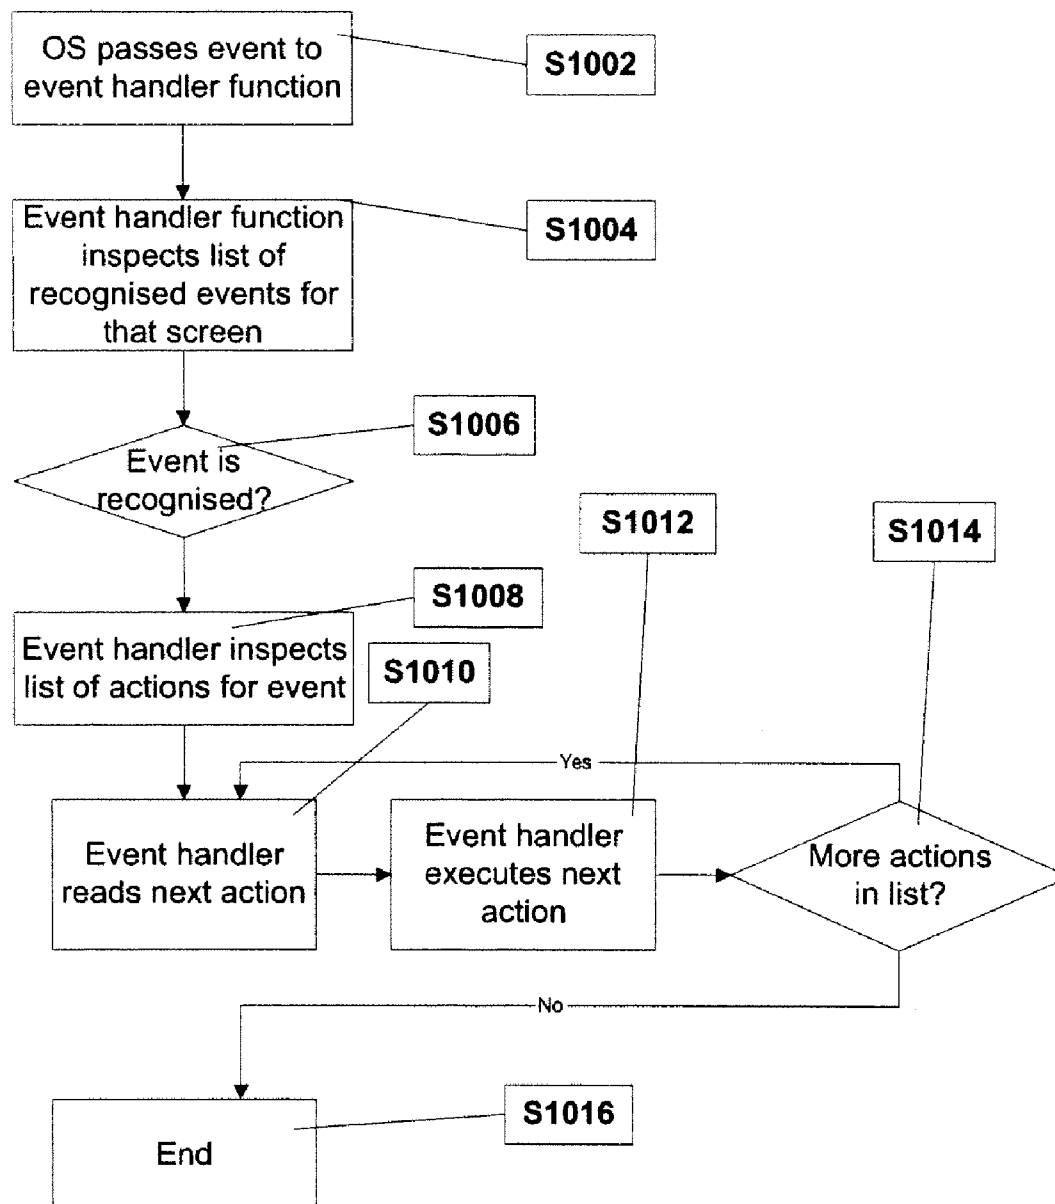 OS passes event to
event handler function
S1002
Event handler function
inspects list of
recognised events for
that screen
S1004
Event is
recognised?
S1006
Event handler inspects
list of actions for event
S1008
S1010
S1012
S1014
Yes
Event handler
reads next action
Event handler
executes next
action
More actions
in list?
No
End
S1016